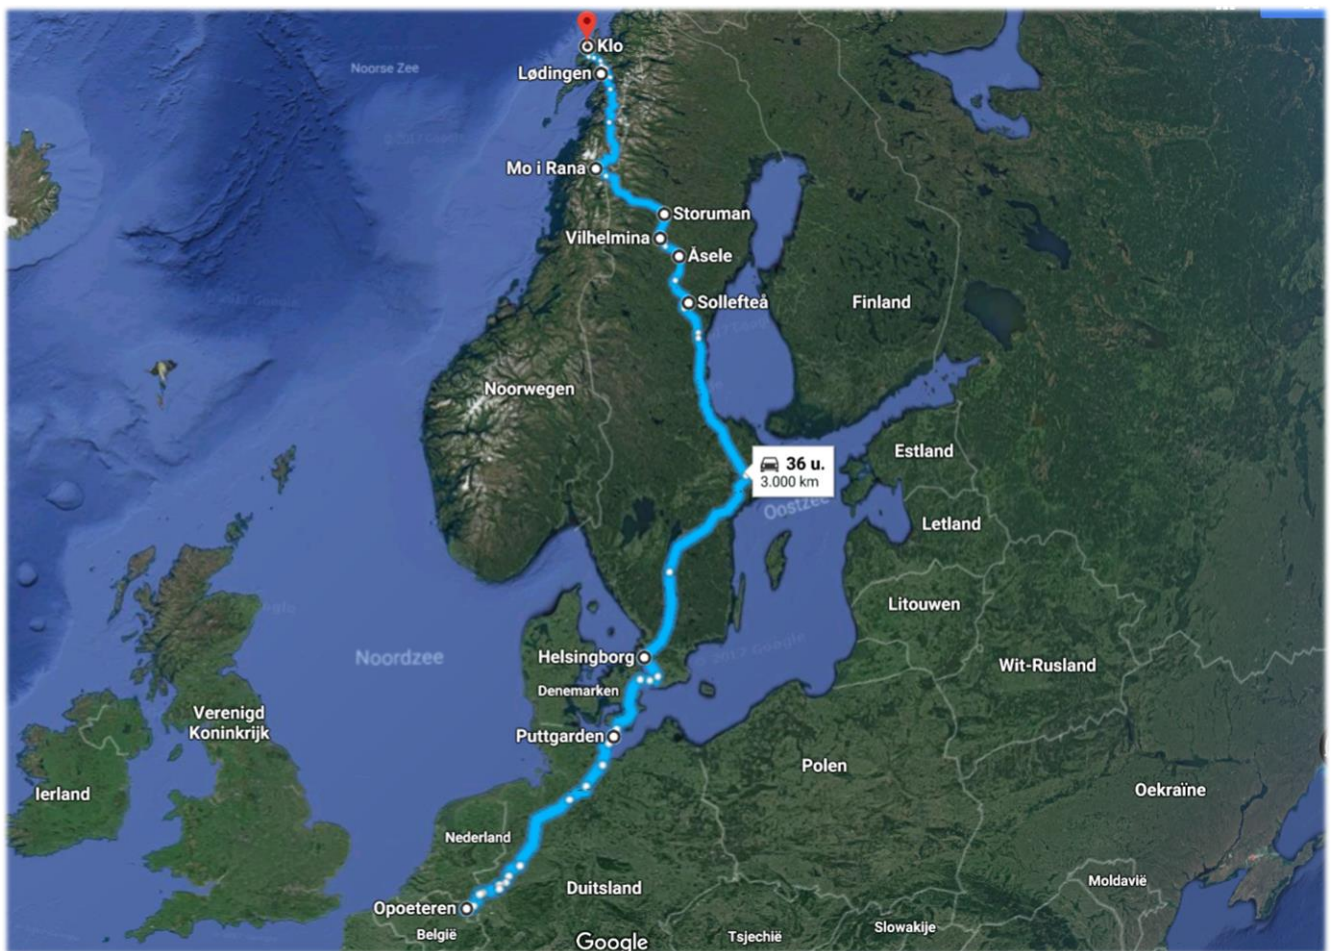 Klo
Noorse Zee
Lødingen
Mo i Rana
Storuman
Vilhelmina
Åsele
Sollefteå
Finland
Noorwegen
Estland
36 u.
3.000 km
Oostzee
Letland
Litouwen
Helsingborg
Noordzee
Wit-Rusland
Denemarken
Verenigd
Koninkrijk
Puttgarden
Polen
Ierland
Oekraïne
Nederland
Moldavië
Duitsland
Opoeteren
België
Google
Tsjechië
Slowakije